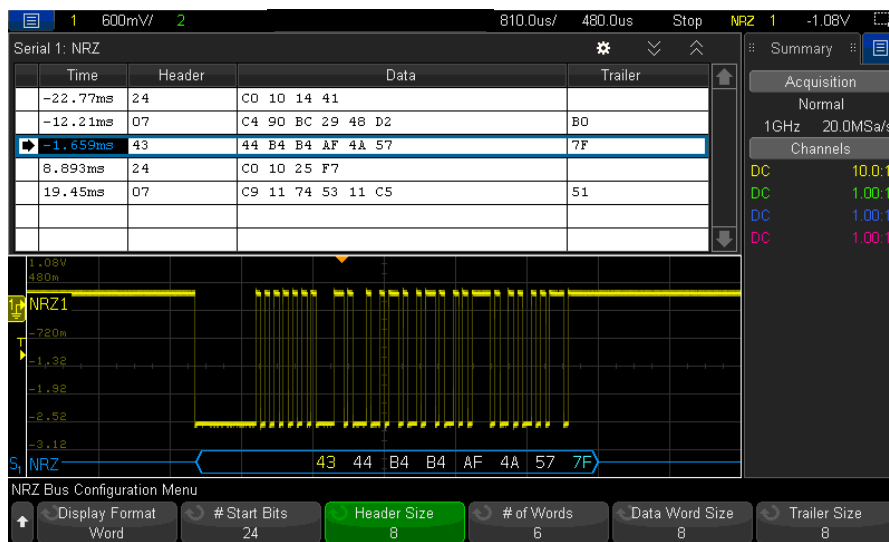 1 600mV/ 2 810.0us/ 480.0us Stop NRZ 1 -1.08V
Serial 1: NRZ
Summary
Time Header Data Trailer
Acquisition
-22.77ms 24 C0 10 14 41
Normal
-12.21ms 07 C4 90 BC 29 48 D2 B0
1GHz 20.0MSa/s
-1.659ms 43 44 B4 B4 AF 4A 57 7F
Channels
8.893ms 24 C0 10 25 F7
DC 10.0:1
19.45ms 07 C9 11 74 53 11 C5 51
DC 1.00:1
DC 1.00:1
DC 1.00:1
1.08V
480m
NRZ1
-720m
T
-1.32
-1.92
-2.52
-3.12
S1 NRZ 43 44 B4 B4 AF 4A 57 7F
NRZ Bus Configuration Menu
Display Format # Start Bits Header Size # of Words Data Word Size Trailer Size
Word 24 8 6 8 8